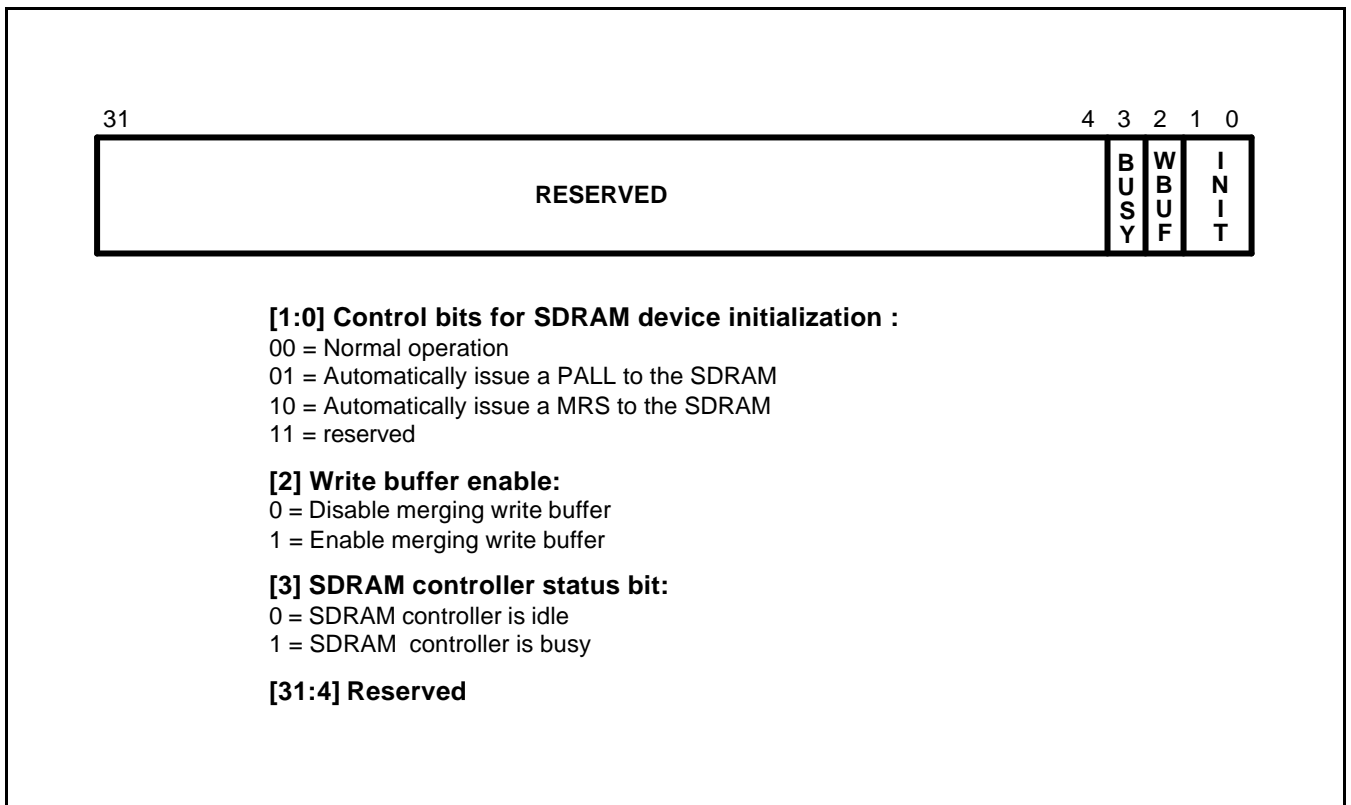 31 4 3 2 1 0
RESERVED
BUSY
WBUF
INIT
[1:0] Control bits for SDRAM device initialization :
00 = Normal operation
01 = Automatically issue a PALL to the SDRAM
10 = Automatically issue a MRS to the SDRAM
11 = reserved
[2] Write buffer enable:
0 = Disable merging write buffer
1 = Enable merging write buffer
[3] SDRAM controller status bit:
0 = SDRAM controller is idle
1 = SDRAM controller is busy
[31:4] Reserved